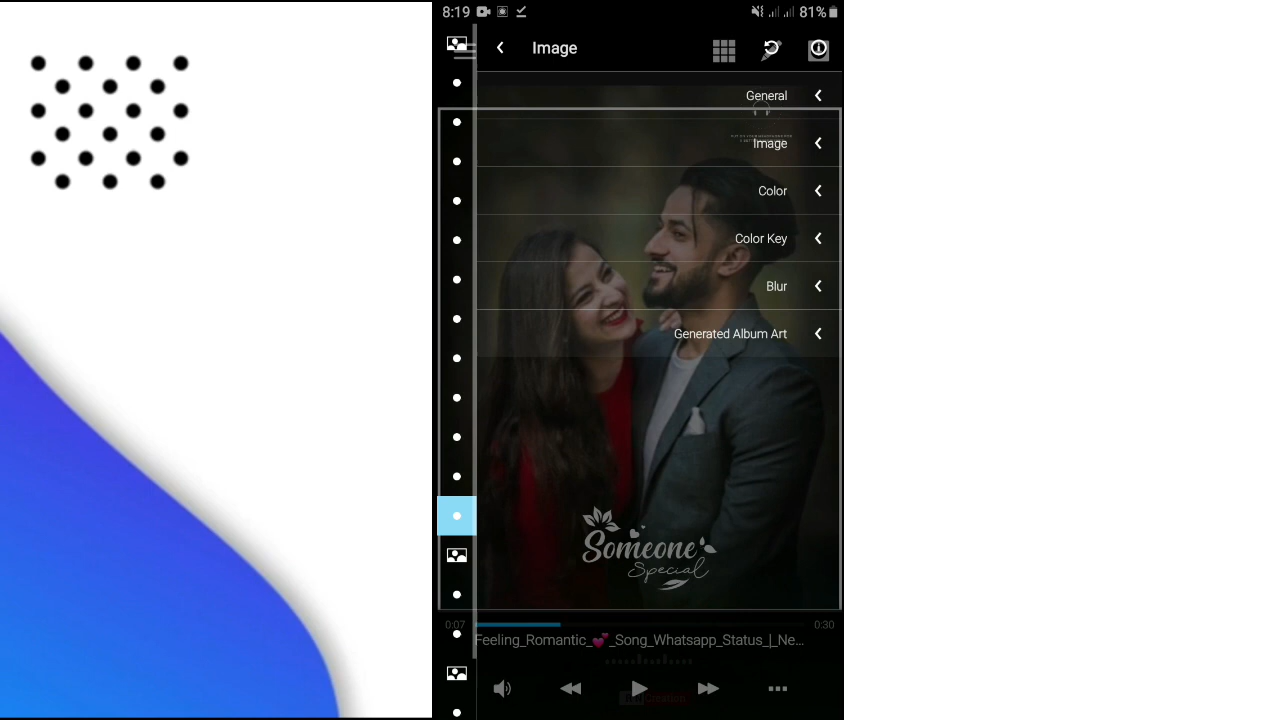 8:19
81%
Image
General
Image
Color
Color Key
Blur
Generated Album Art
Someone
Special
0:07
0:30
Feeling_Romantic_💕_Song_Whatsapp_Status_|_Ne...
Creation